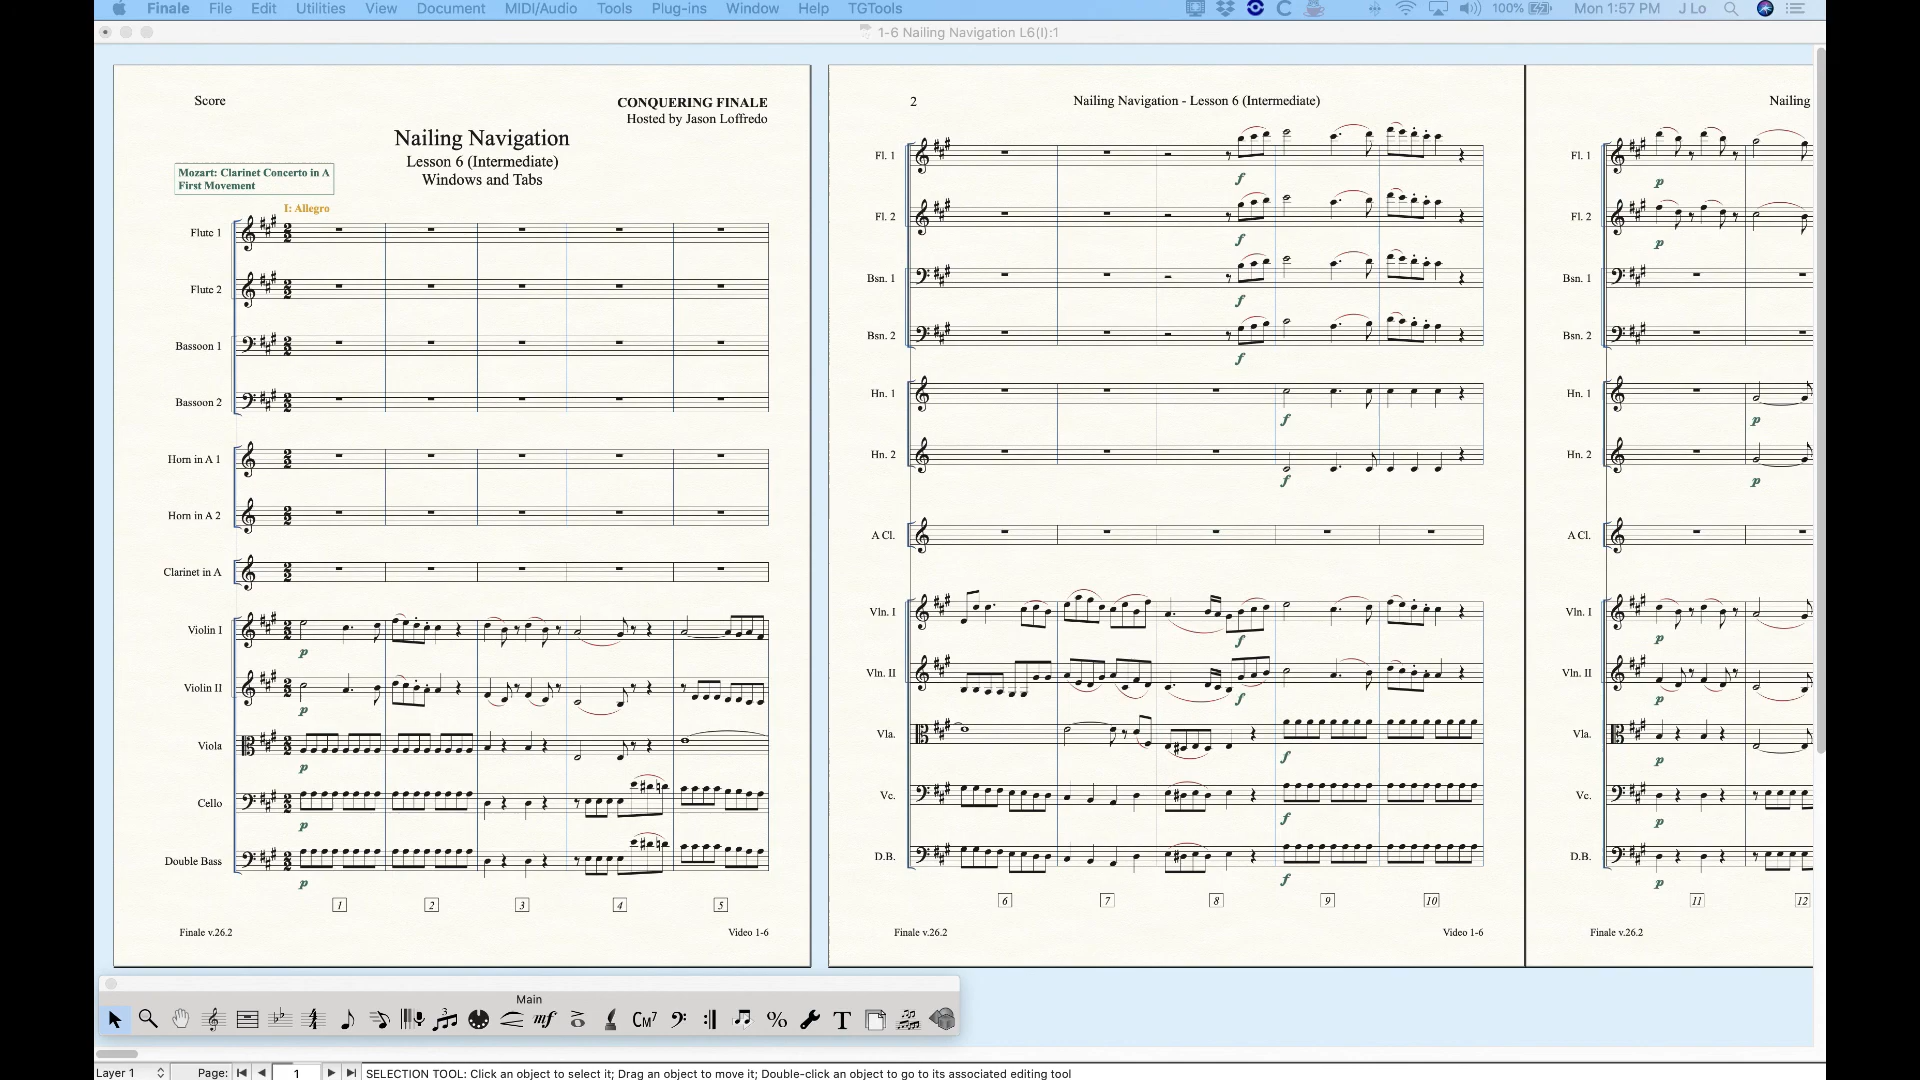 Finale File Edit Utilities View Document MIDI/Audio Tools Plug-ins Window Help TGTools 100% Mon 1:57 PM J Lo
1-6 Nailing Navigation L6(I):1
Score
CONQUERING FINALE
Hosted by Jason Loffredo
Nailing Navigation
Lesson 6 (Intermediate)
Windows and Tabs
Mozart: Clarinet Concerto in A
First Movement
I: Allegro
Flute 1
Flute 2
Bassoon 1
Bassoon 2
Horn in A 1
Horn in A 2
Clarinet in A
Violin I
p
Violin II
p
Viola
p
Cello
p
Double Bass
p
1 2 3 4 5
Finale v.26.2
Video 1-6
2
Nailing Navigation - Lesson 6 (Intermediate)
Fl. 1
f
Fl. 2
f
Bsn. 1
f
Bsn. 2
f
Hn. 1
f
Hn. 2
f
A Cl.
Vln. I
f
Vln. II
f
Vla.
f
Vc.
f
D.B.
f
6 7 8 9 10
Finale v.26.2
Video 1-6
Nailing
Fl. 1
p
Fl. 2
p
Bsn. 1
Bsn. 2
Hn. 1
p
Hn. 2
p
A Cl.
Vln. I
p
Vln. II
p
Vla.
p
Vc.
p
D.B.
p
11 12
Finale v.26.2
Main
mf CM7 % T
Layer 1 Page: 1 SELECTION TOOL: Click an object to select it; Drag an object to move it; Double-click an object to go to its associated editing tool